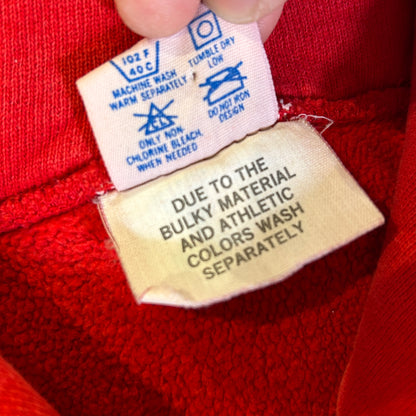 102 F
40 C
MACHINE WASH
WARM SEPARATELY
TUMBLE DRY
LOW
CL
ONLY NON
CHLORINE BLEACH
WHEN NEEDED
DO NOT IRON
DESIGN
DUE TO THE
BULKY MATERIAL
AND ATHLETIC
COLORS WASH
SEPARATELY